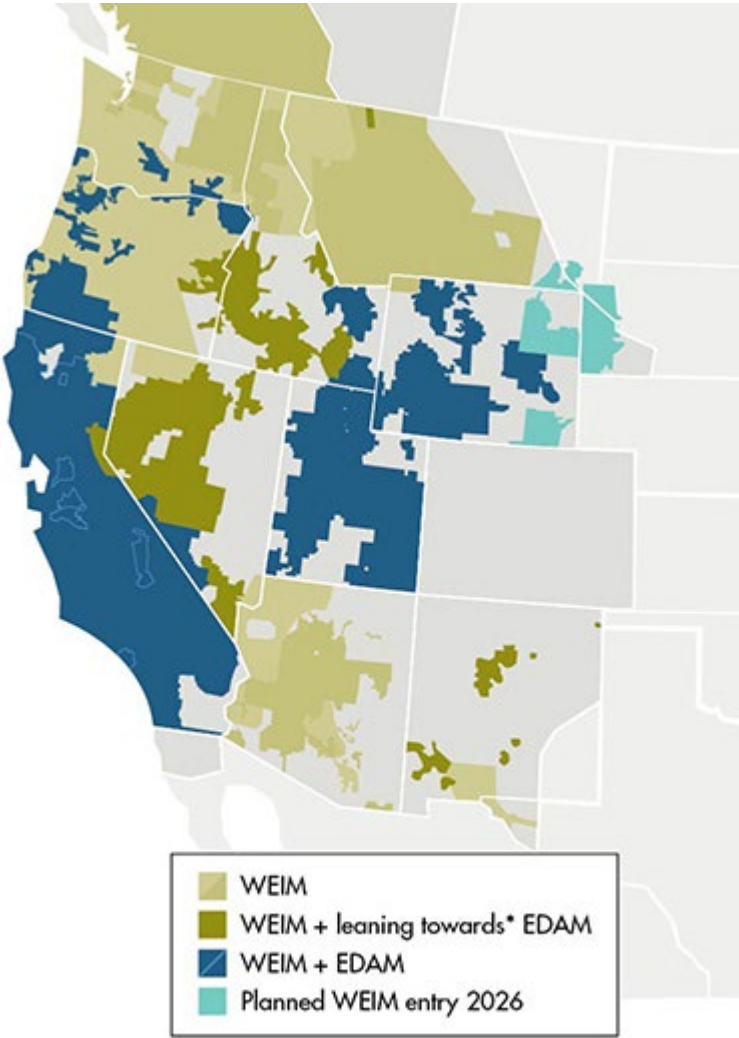 WEIM
WEIM + leaning towards* EDAM
WEIM + EDAM
Planned WEIM entry 2026